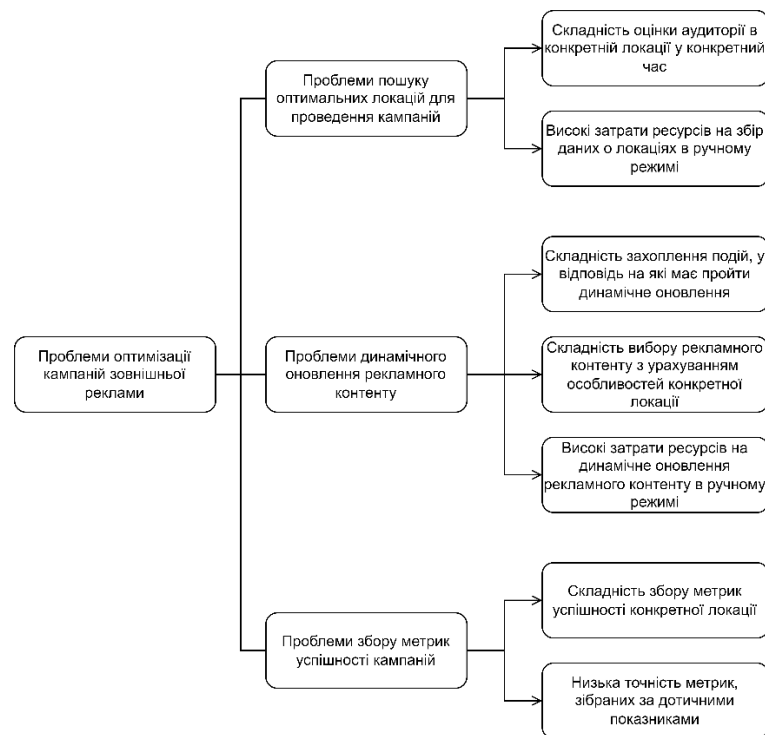 Складність оцінки аудиторії в
конкретній локації у конкретний
час
Проблеми пошуку
оптимальних локацій для
проведення кампаній
Високі затрати ресурсів на збір
даних о локаціях в ручному
режимі
Складність захоплення подій, у
відповідь на які має пройти
динамічне оновлення
Проблеми оптимізації
кампаній зовнішньої
реклами
Проблеми динамічного
оновлення рекламного
контенту
Складність вибору рекламного
контенту з урахуванням
особливостей конкретної
локації
Високі затрати ресурсів на
динамічне оновлення
рекламного контенту в ручному
режимі
Складність збору метрик
успішності конкретної локації
Проблеми збору метрик
успішності кампаній
Низька точність метрик,
зібраних за дотичними
показниками